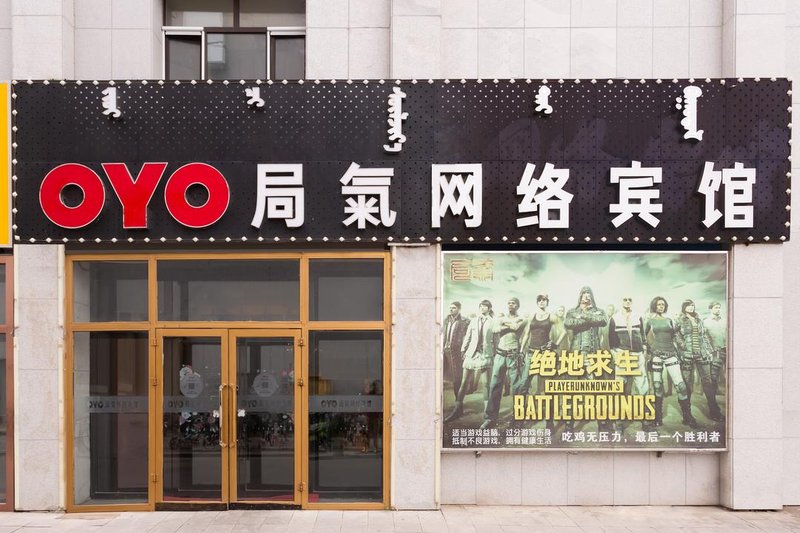 OYO 局氣网络宾馆
绝地求生
PLAYERUNKNOWN'S
BATTLEGROUNDS
适当游戏益脑，过分游戏伤身
抵制不良游戏，拥有健康生活
吃鸡无压力，最后一个胜利者